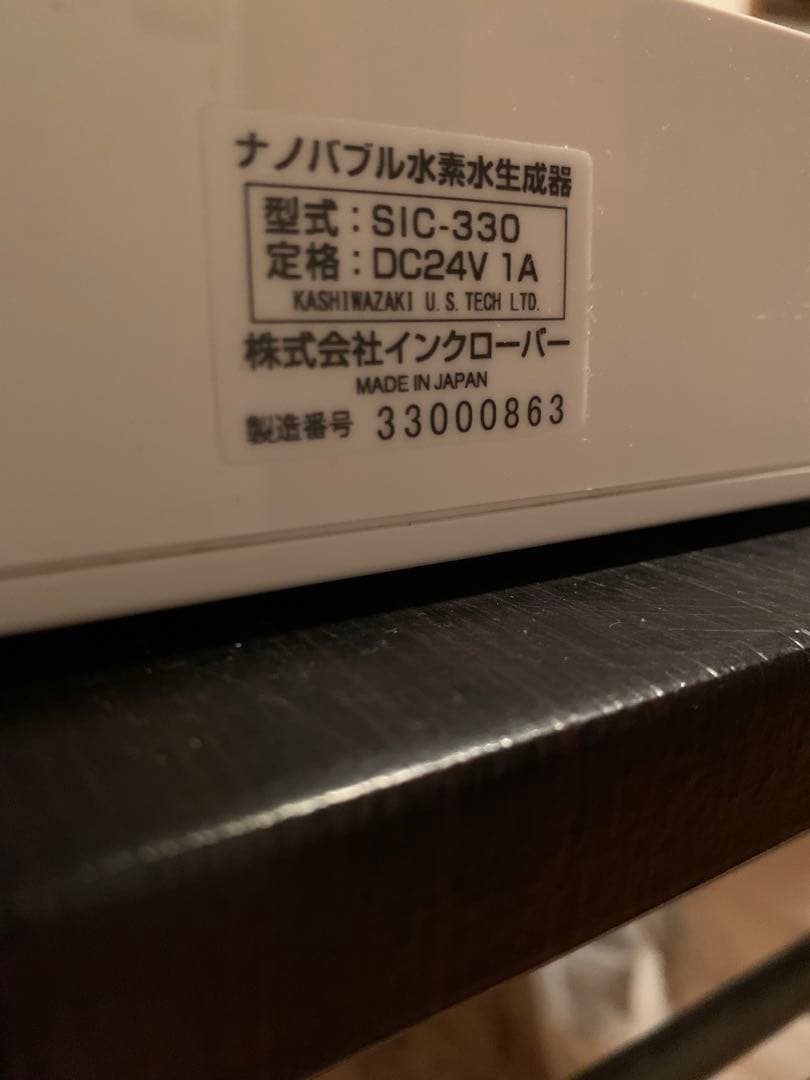 ナノバブル水素水生成器
型式：SIC-330
定格：DC24V 1A
KASHIWAZAKI U.S.TECH LTD.
株式会社インクローバー
MADE IN JAPAN
製造番号 33000863